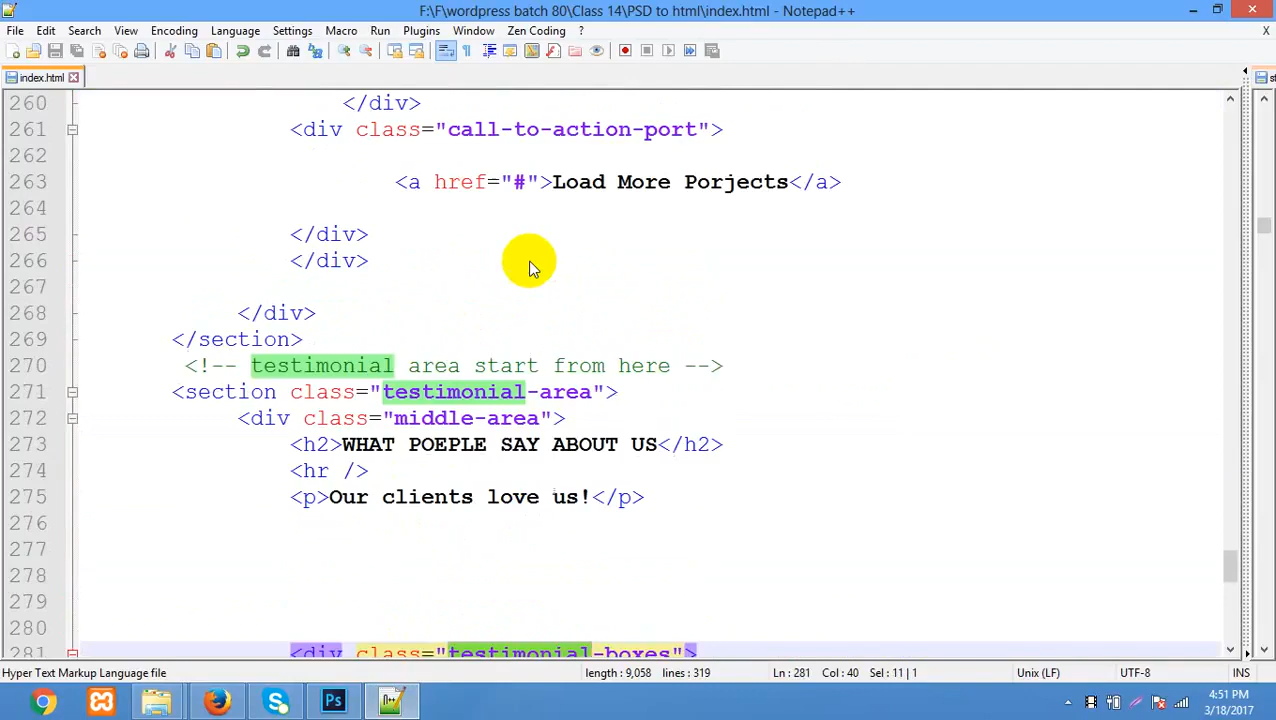 F:\F\wordpress batch 80\Class 14\PSD to html\index.html - Notepad++
File Edit Search View Encoding Language Settings Macro Run Plugins Window Zen Coding ? X
index.html
260 </div>
261 <div class="call-to-action-port">
262
263 <a href="#">Load More Porjects</a>
264
265 </div>
266 </div>
267
268 </div>
269 </section>
270 <!-- testimonial area start from here -->
271 <section class="testimonial-area">
272 <div class="middle-area">
273 <h2>WHAT POEPLE SAY ABOUT US</h2>
274 <hr />
275 <p>Our clients love us!</p>
276
277
278
279
280
281 <div class="testimonial-boxes">
Hyper Text Markup Language file length : 9,058 lines : 319 Ln : 281 Col : 40 Sel : 11 | 1 Unix (LF) UTF-8 INS
4:51 PM
3/18/2017